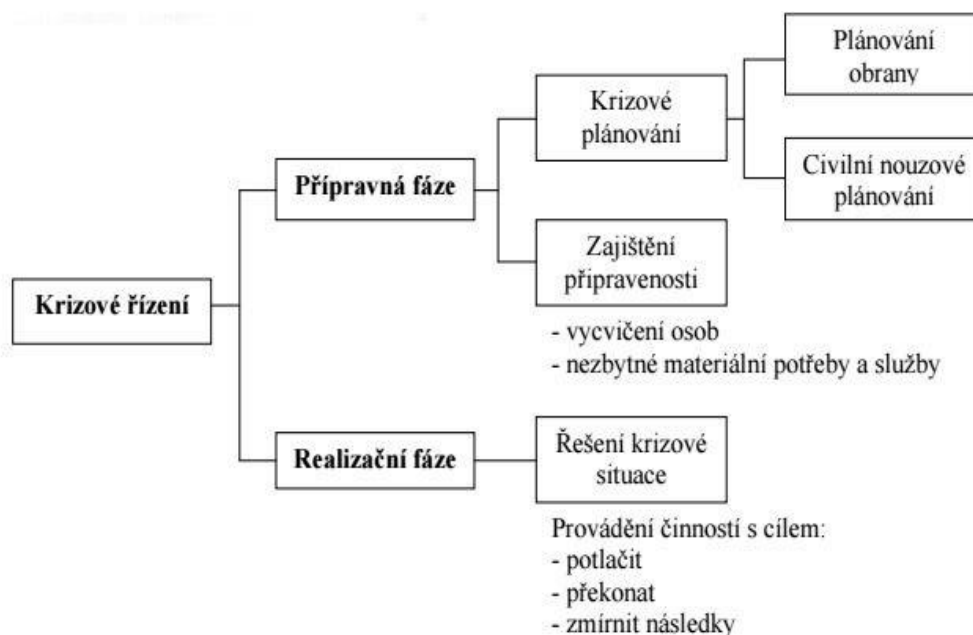 Plánování
obrany
Krizové
plánování
Civilní nouzové
plánování
Přípravná fáze
Zajištění
připravenosti
- vycvičení osob
- nezbytné materiální potřeby a služby
Krizové řízení
Realizační fáze
Řešení krizové
situace
Provádění činností s cílem:
- potlačit
- překonat
- zmírnit následky